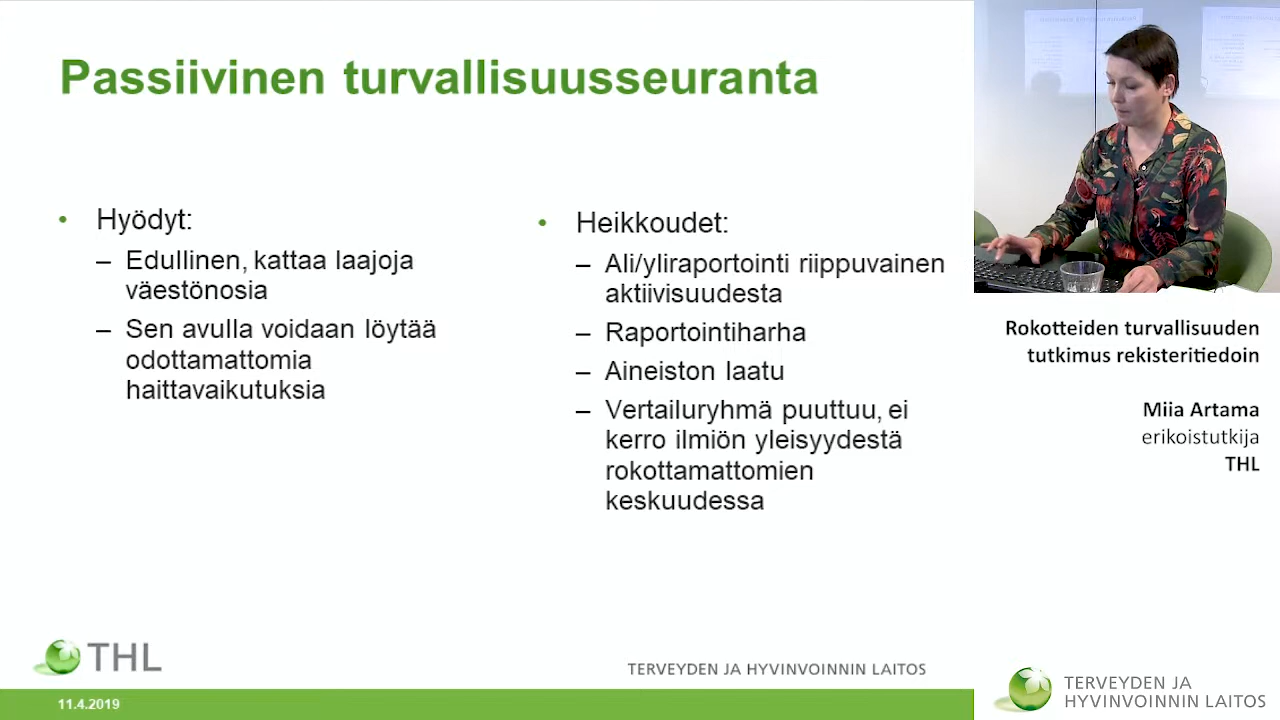 Passiivinen turvallisuusseuranta
• Hyödyt:
– Edullinen, kattaa laajoja
väestönosia
– Sen avulla voidaan löytää
odottamattomia
haittavaikutuksia
• Heikkoudet:
– Ali/yliraportointi riippuvainen
aktiivisuudesta
– Raportointiharha
– Aineiston laatu
– Vertailuryhmä puuttuu, ei
kerro ilmiön yleisyydestä
rokottamattomien
keskuudessa
THL
TERVEYDEN JA HYVINVOINNIN LAITOS
11.4.2019
Rokotteiden turvallisuuden
tutkimus rekisteritiedoin
Miia Artama
erikoistutkija
THL
TERVEYDEN JA
HYVINVOINNIN LAITOS